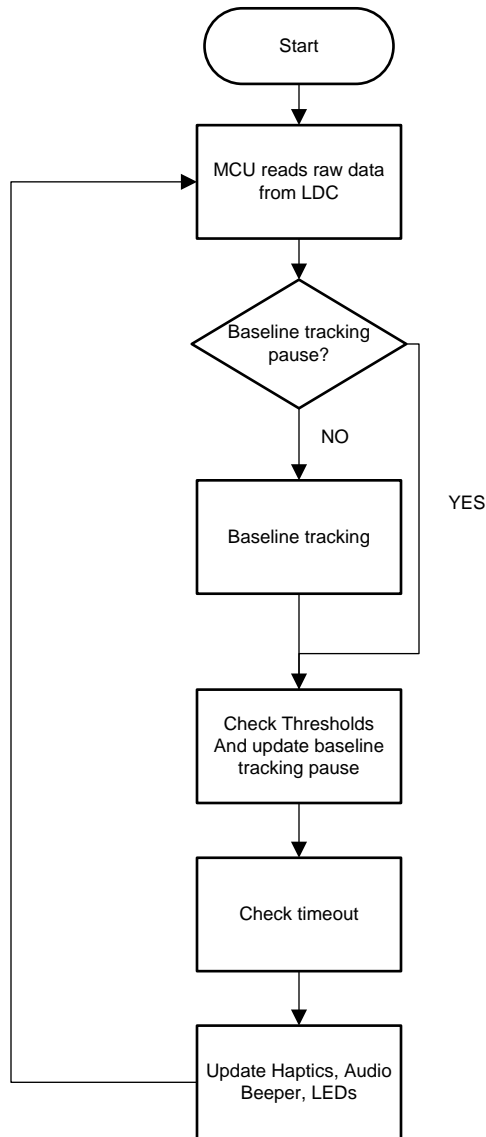 Start
MCU reads raw data
from LDC
Baseline tracking
pause?
NO
YES
Baseline tracking
Check Thresholds
And update baseline
tracking pause
Check timeout
Update Haptics, Audio
Beeper, LEDs